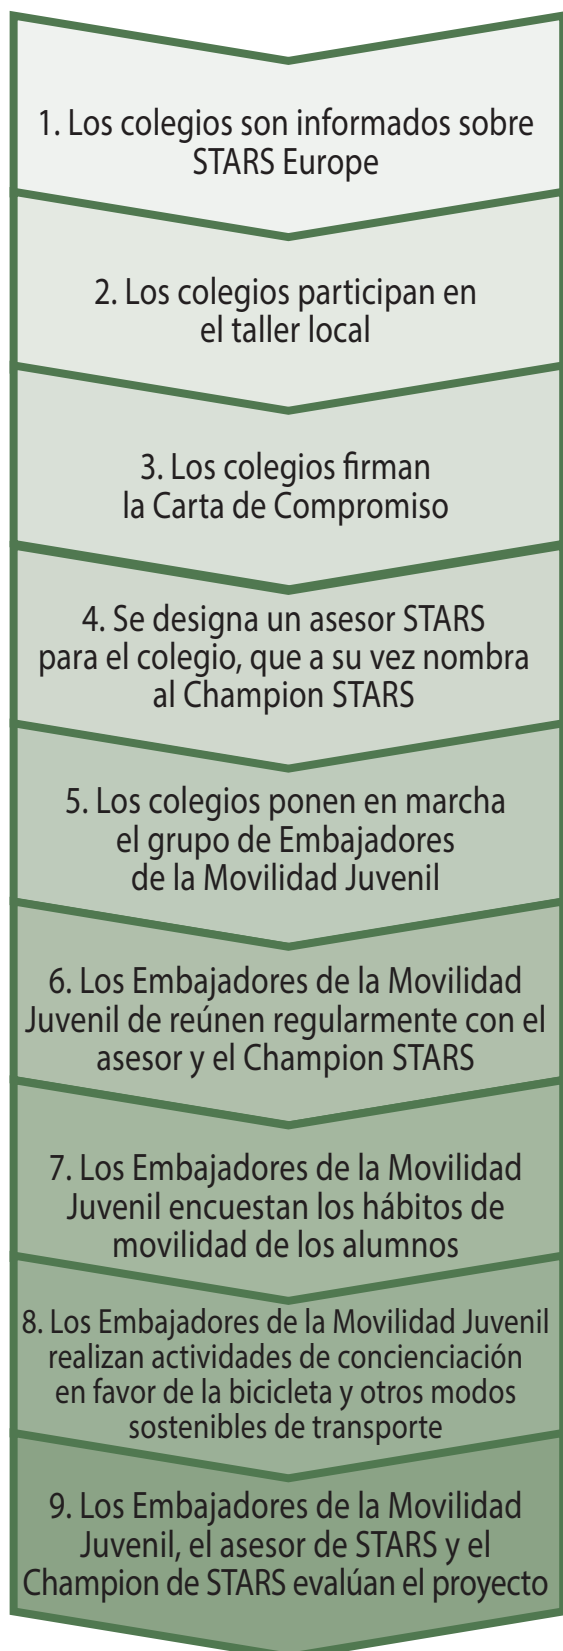 1. Los colegios son informados sobre
STARS Europe
2. Los colegios participan en
el taller local
3. Los colegios firman
la Carta de Compromiso
4. Se designa un asesor STARS
para el colegio, que a su vez nombra
al Champion STARS
5. Los colegios ponen en marcha
el grupo de Embajadores
de la Movilidad Juvenil
6. Los Embajadores de la Movilidad
Juvenil de reúnen regularmente con el
asesor y el Champion STARS
7. Los Embajadores de la Movilidad
Juvenil encuestan los hábitos de
movilidad de los alumnos
8. Los Embajadores de la Movilidad Juvenil
realizan actividades de concienciación
en favor de la bicicleta y otros modos
sostenibles de transporte
9. Los Embajadores de la Movilidad
Juvenil, el asesor de STARS y el
Champion de STARS evalúan el proyecto